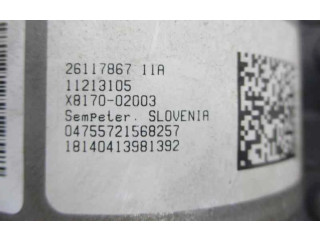 26117867 11A
11213105
X8170-02003
Sempeter. SLOVENIA
04755721568257
18140413981392